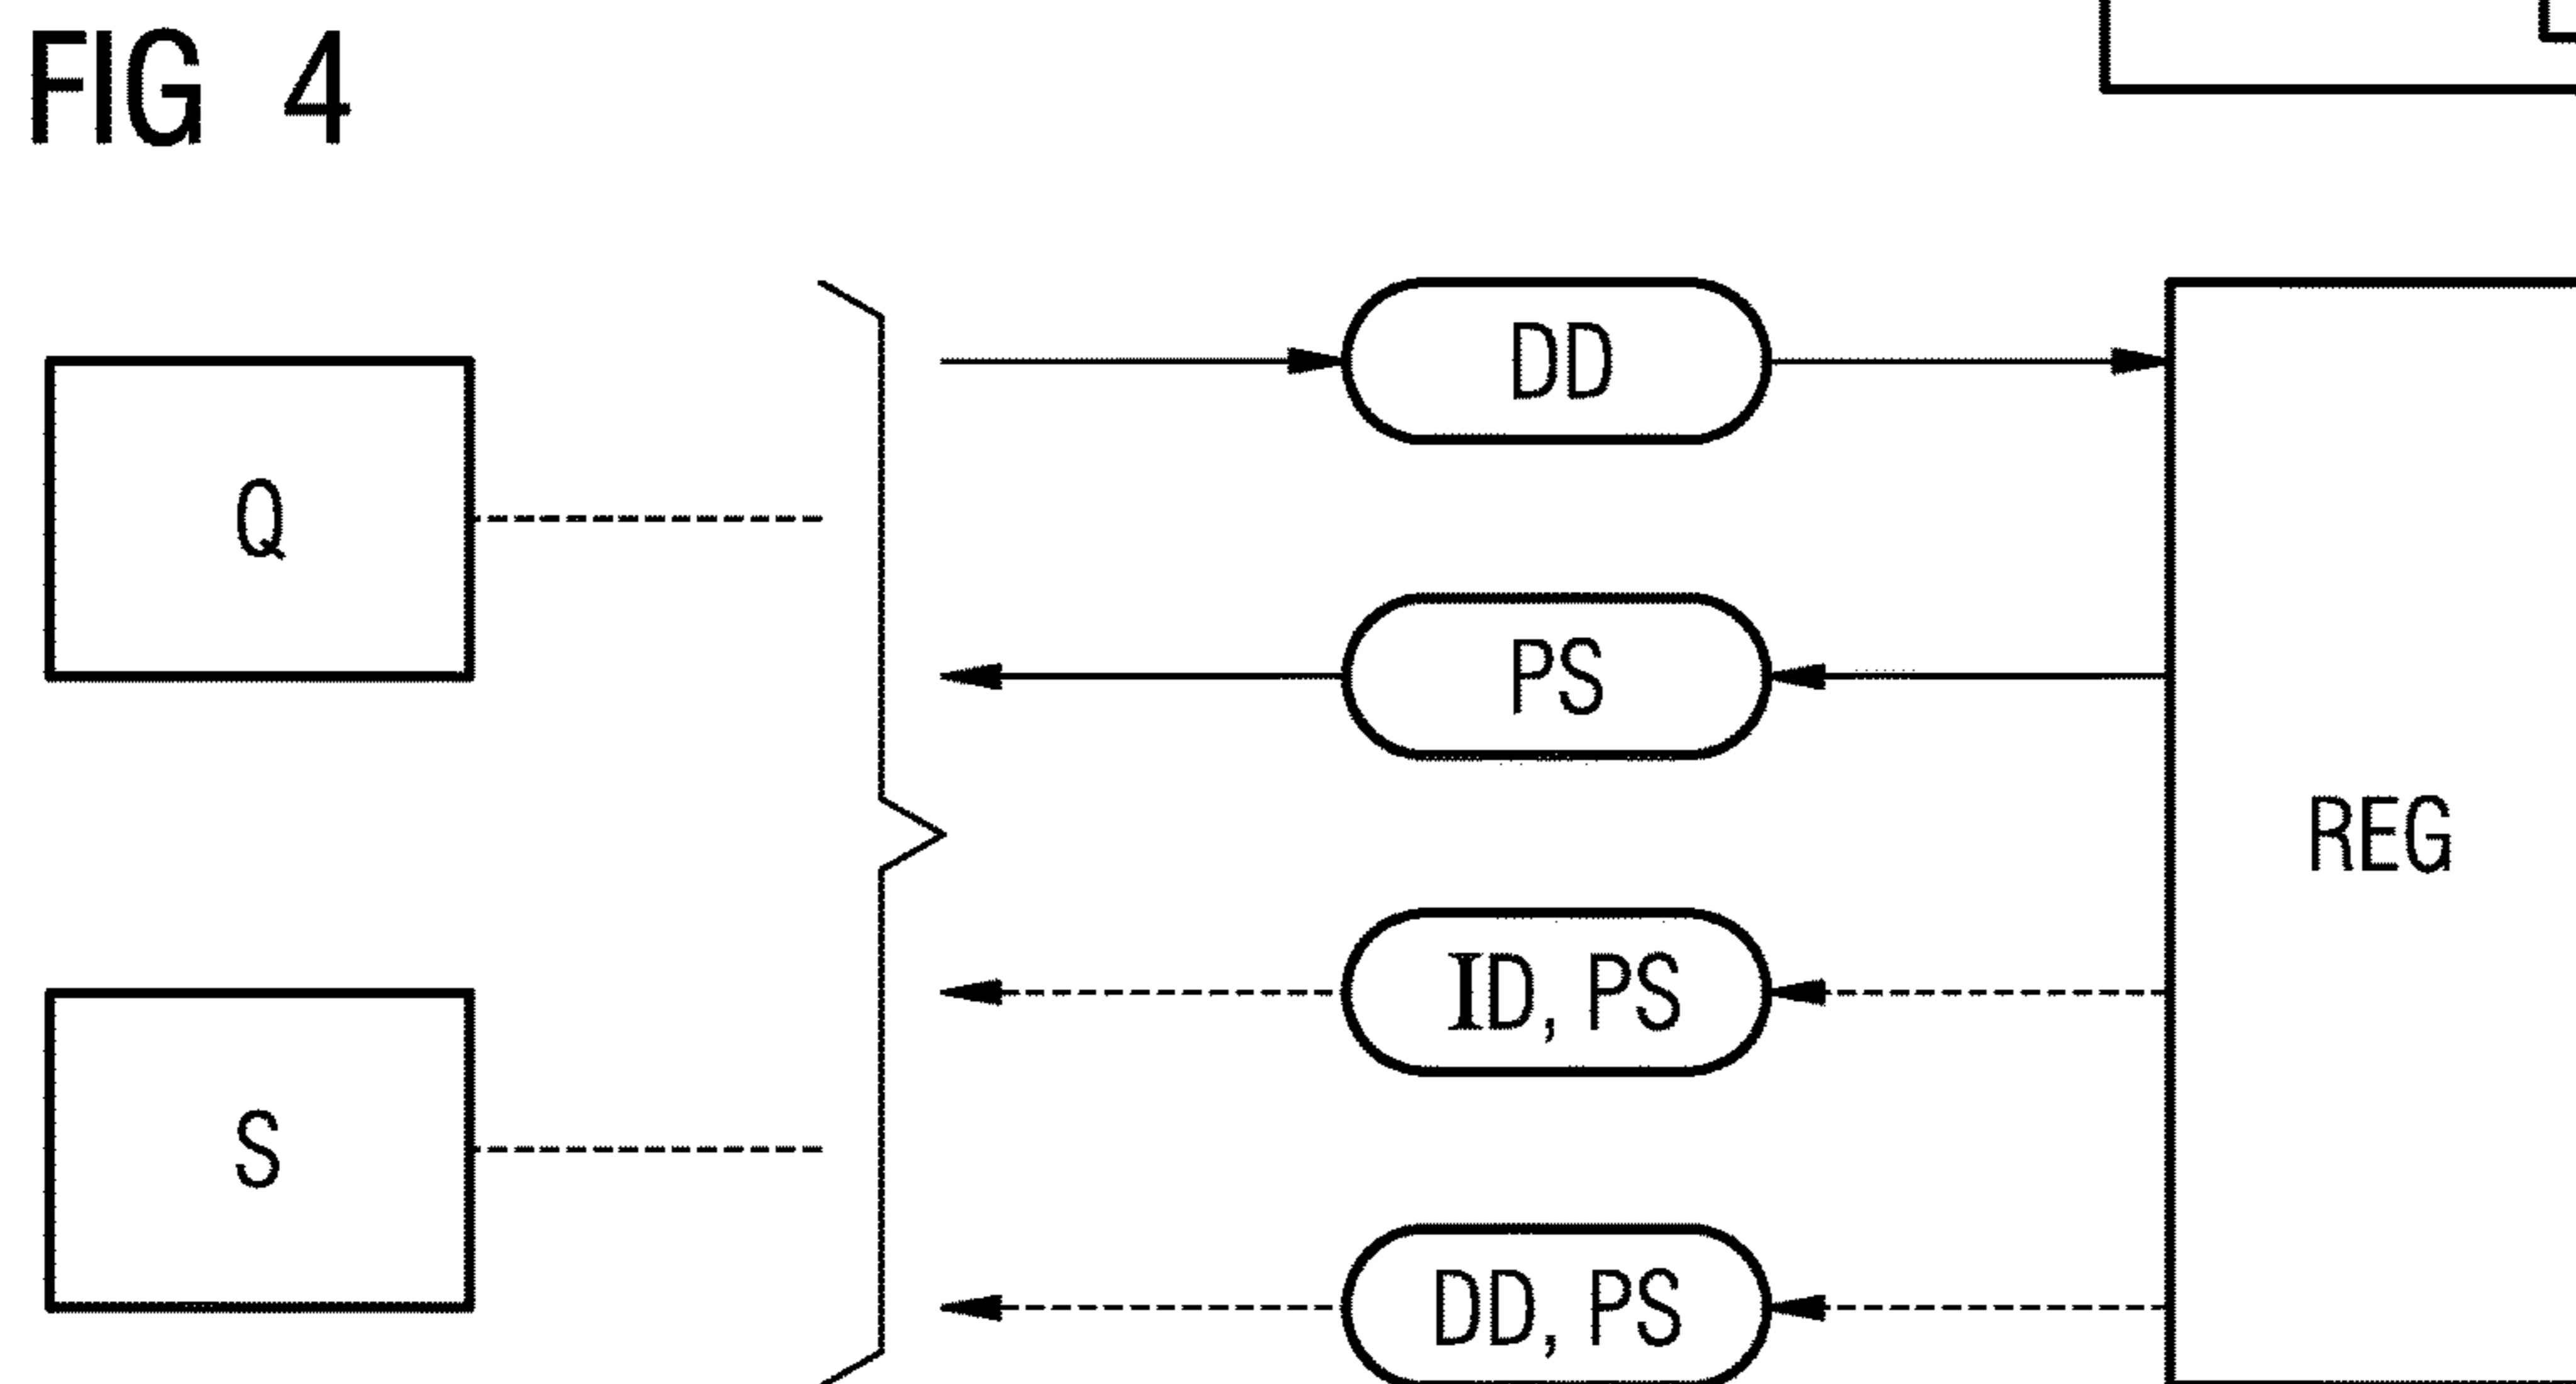 FIG 4
DD
Q
PS
REG
ID, PS
S
DD, PS